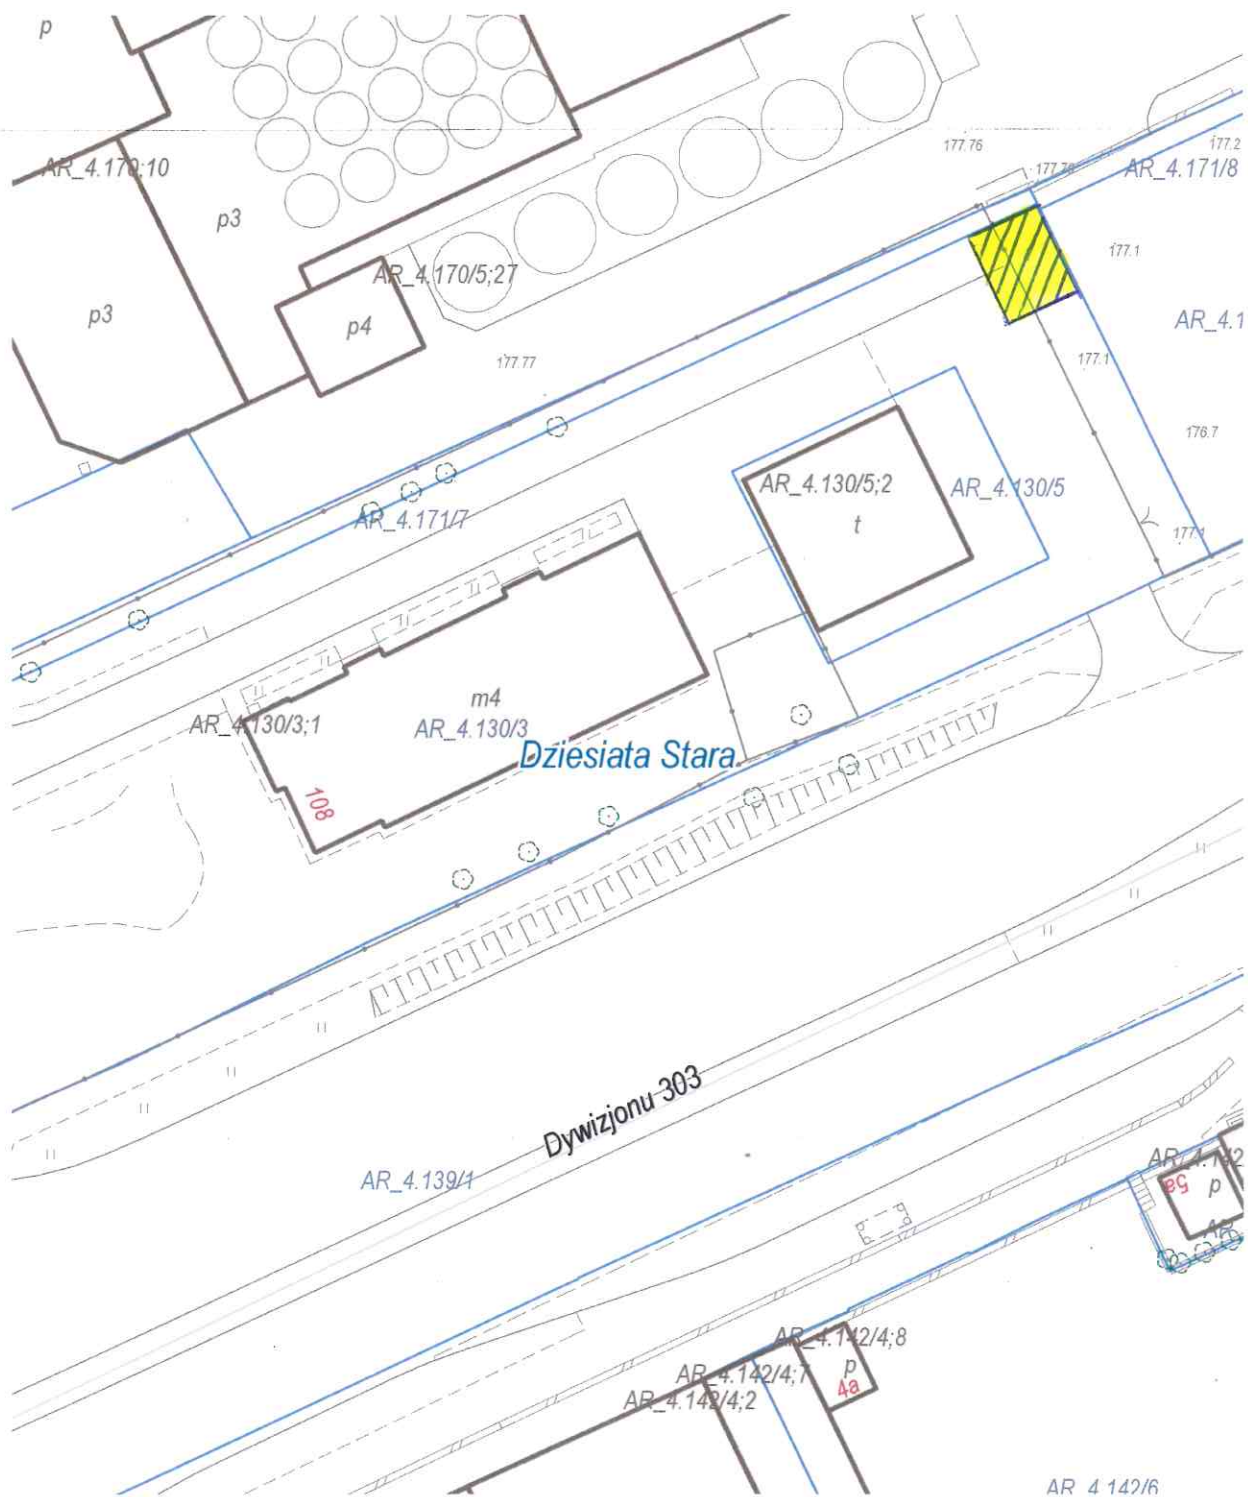 p
AR_4.170;10
p3
p3
AR_4.170/5;27
p4
177.77
177.76
177.2
AR_4.171/8
177.1
177.1
176.7
AR_4.130/5;2
AR_4.130/5
t
AR_4.171/7
m4
AR_4.130/3;1
AR_4.130/3
Dziesiata Stara
108
Dywizjonu 303
AR_4.139/1
5a
p
AR_4.142/4;8
AR_4.142/4;7
p
4a
AR_4.142/4;2
AR_4.142/6